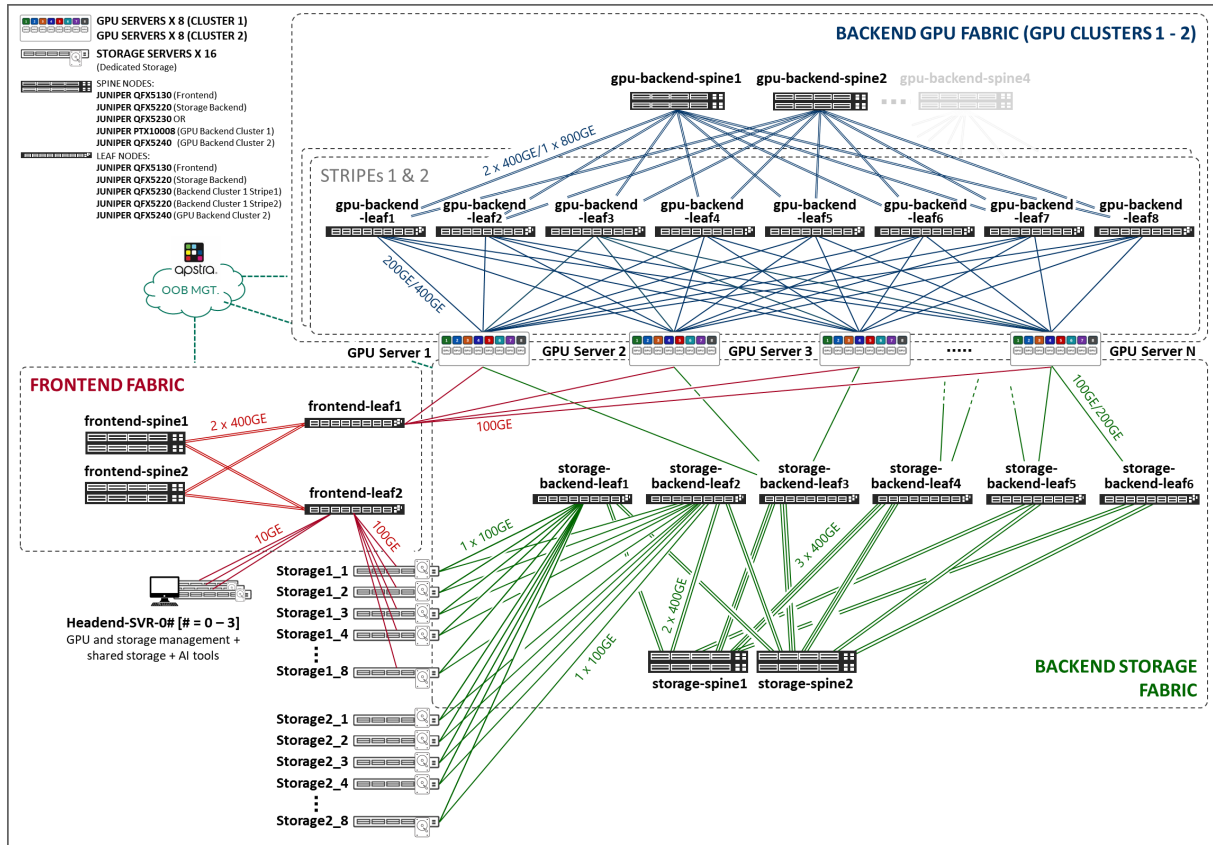 GPU SERVERS X 8 (CLUSTER 1)
GPU SERVERS X 8 (CLUSTER 2)
STORAGE SERVERS X 16
(Dedicated Storage)
SPINE NODES:
JUNIPER QFX5130 (Frontend)
JUNIPER QFX5220 (Storage Backend)
JUNIPER QFX5230 OR
JUNIPER PTX10008 (GPU Backend Cluster 1)
JUNIPER QFX5240 (GPU Backend Cluster 2)
LEAF NODES:
JUNIPER QFX5130 (Frontend)
JUNIPER QFX5220 (Storage Backend)
JUNIPER QFX5230 (Backend Cluster 1 Stripe1)
JUNIPER QFX5220 (Backend Cluster 1 Stripe2)
JUNIPER QFX5240 (GPU Backend Cluster 2)
BACKEND GPU FABRIC (GPU CLUSTERS 1 - 2)
gpu-backend-spine1
gpu-backend-spine2
gpu-backend-spine4
2 x 400GE/1 x 800GE
STRIPEs 1 & 2
gpu-backend
-leaf1
gpu-backend
-leaf2
gpu-backend
-leaf3
gpu-backend
-leaf4
gpu-backend
-leaf5
gpu-backend
-leaf6
gpu-backend
-leaf7
gpu-backend
-leaf8
200GE/400GE
apstra.
OOB MGT.
GPU Server 1
GPU Server 2
GPU Server 3
.....
GPU Server N
FRONTEND FABRIC
frontend-spine1
frontend-spine2
2 x 400GE
frontend-leaf1
frontend-leaf2
100GE
10GE
100GE
100GE/200GE
storage-
backend-leaf1
storage-
backend-leaf2
storage-
backend-leaf3
storage-
backend-leaf4
storage-
backend-leaf5
storage-
backend-leaf6
1 x 100GE
2 x 400GE
3 x 400GE
1 x 100GE
storage-spine1
storage-spine2
BACKEND STORAGE
FABRIC
Headend-SVR-0# [# = 0 – 3]
GPU and storage management +
shared storage + AI tools
Storage1_1
Storage1_2
Storage1_3
Storage1_4
Storage1_8
Storage2_1
Storage2_2
Storage2_3
Storage2_4
Storage2_8